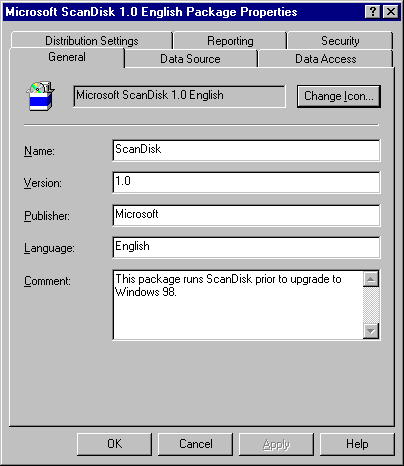 Microsoft ScanDisk 1.0 English Package Properties
Distribution Settings Reporting Security
General Data Source Data Access
Microsoft ScanDisk 1.0 English Change Icon...
Name: ScanDisk
Version: 1.0
Publisher: Microsoft
Language: English
Comment: This package runs ScanDisk prior to upgrade to
Windows 98.
OK Cancel Apply Help